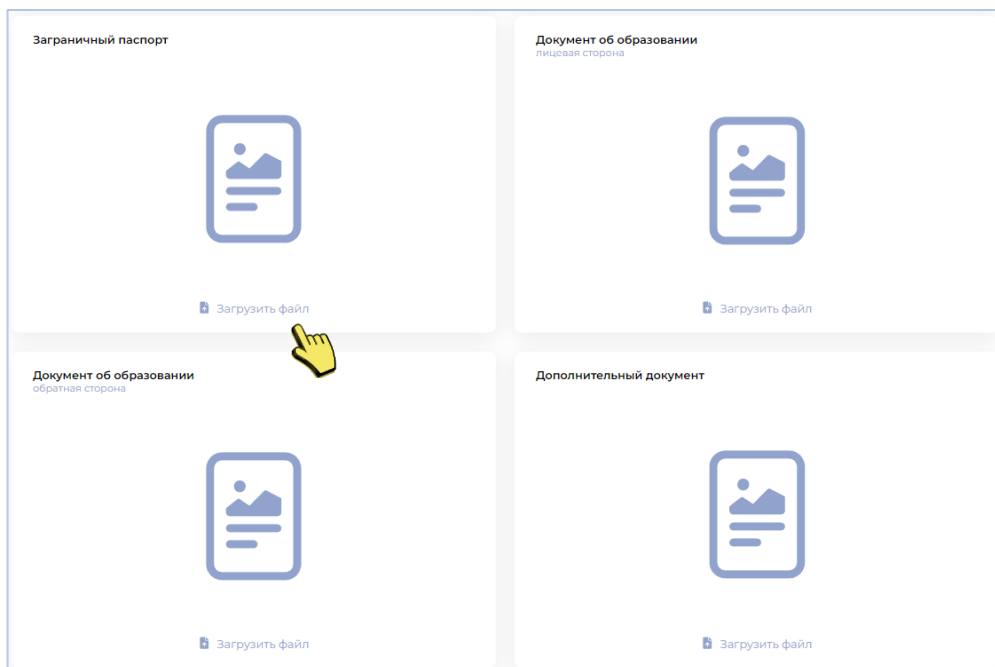 Заграничный паспорт
Документ об образовании
лицевая сторона
Загрузить файл
Загрузить файл
Документ об образовании
обратная сторона
Дополнительный документ
Загрузить файл
Загрузить файл